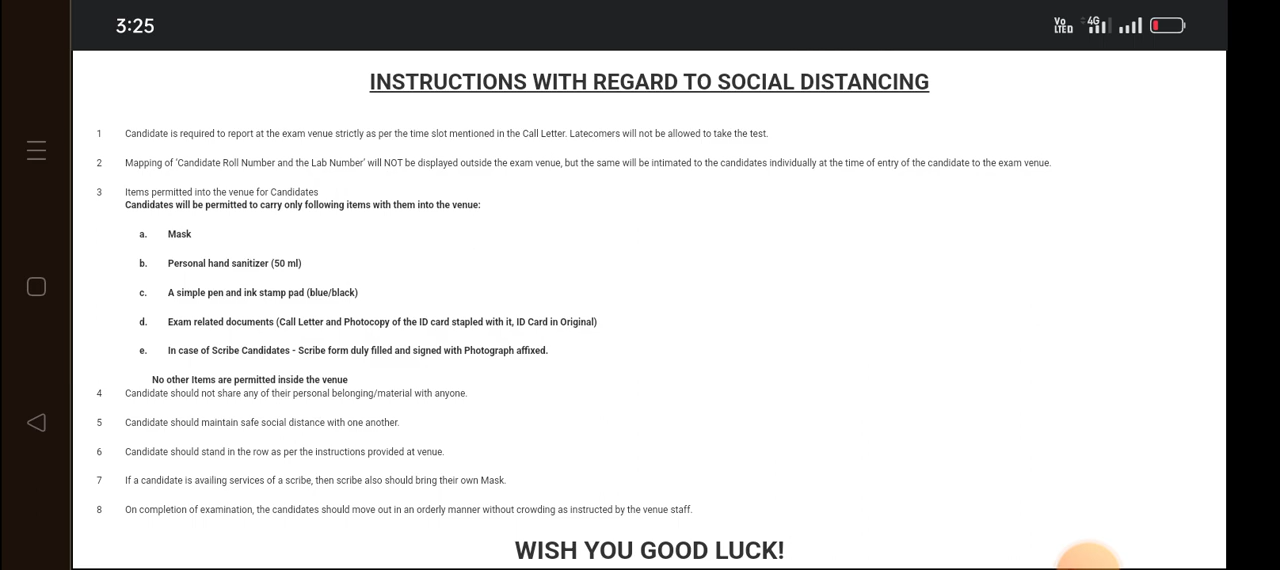 3:25
Vo
LTE D
4G
INSTRUCTIONS WITH REGARD TO SOCIAL DISTANCING
1 Candidate is required to report at the exam venue strictly as per the time slot mentioned in the Call Letter. Latecomers will not be allowed to take the test.
2 Mapping of 'Candidate Roll Number and the Lab Number' will NOT be displayed outside the exam venue, but the same will be intimated to the candidates individually at the time of entry of the candidate to the exam venue.
3 Items permitted into the venue for Candidates
Candidates will be permitted to carry only following items with them into the venue:
a. Mask
b. Personal hand sanitizer (50 ml)
c. A simple pen and ink stamp pad (blue/black)
d. Exam related documents (Call Letter and Photocopy of the ID card stapled with it, ID Card in Original)
e. In case of Scribe Candidates - Scribe form duly filled and signed with Photograph affixed.
No other Items are permitted inside the venue
4 Candidate should not share any of their personal belonging/material with anyone.
5 Candidate should maintain safe social distance with one another.
6 Candidate should stand in the row as per the instructions provided at venue.
7 If a candidate is availing services of a scribe, then scribe also should bring their own Mask.
8 On completion of examination, the candidates should move out in an orderly manner without crowding as instructed by the venue staff.
WISH YOU GOOD LUCK!